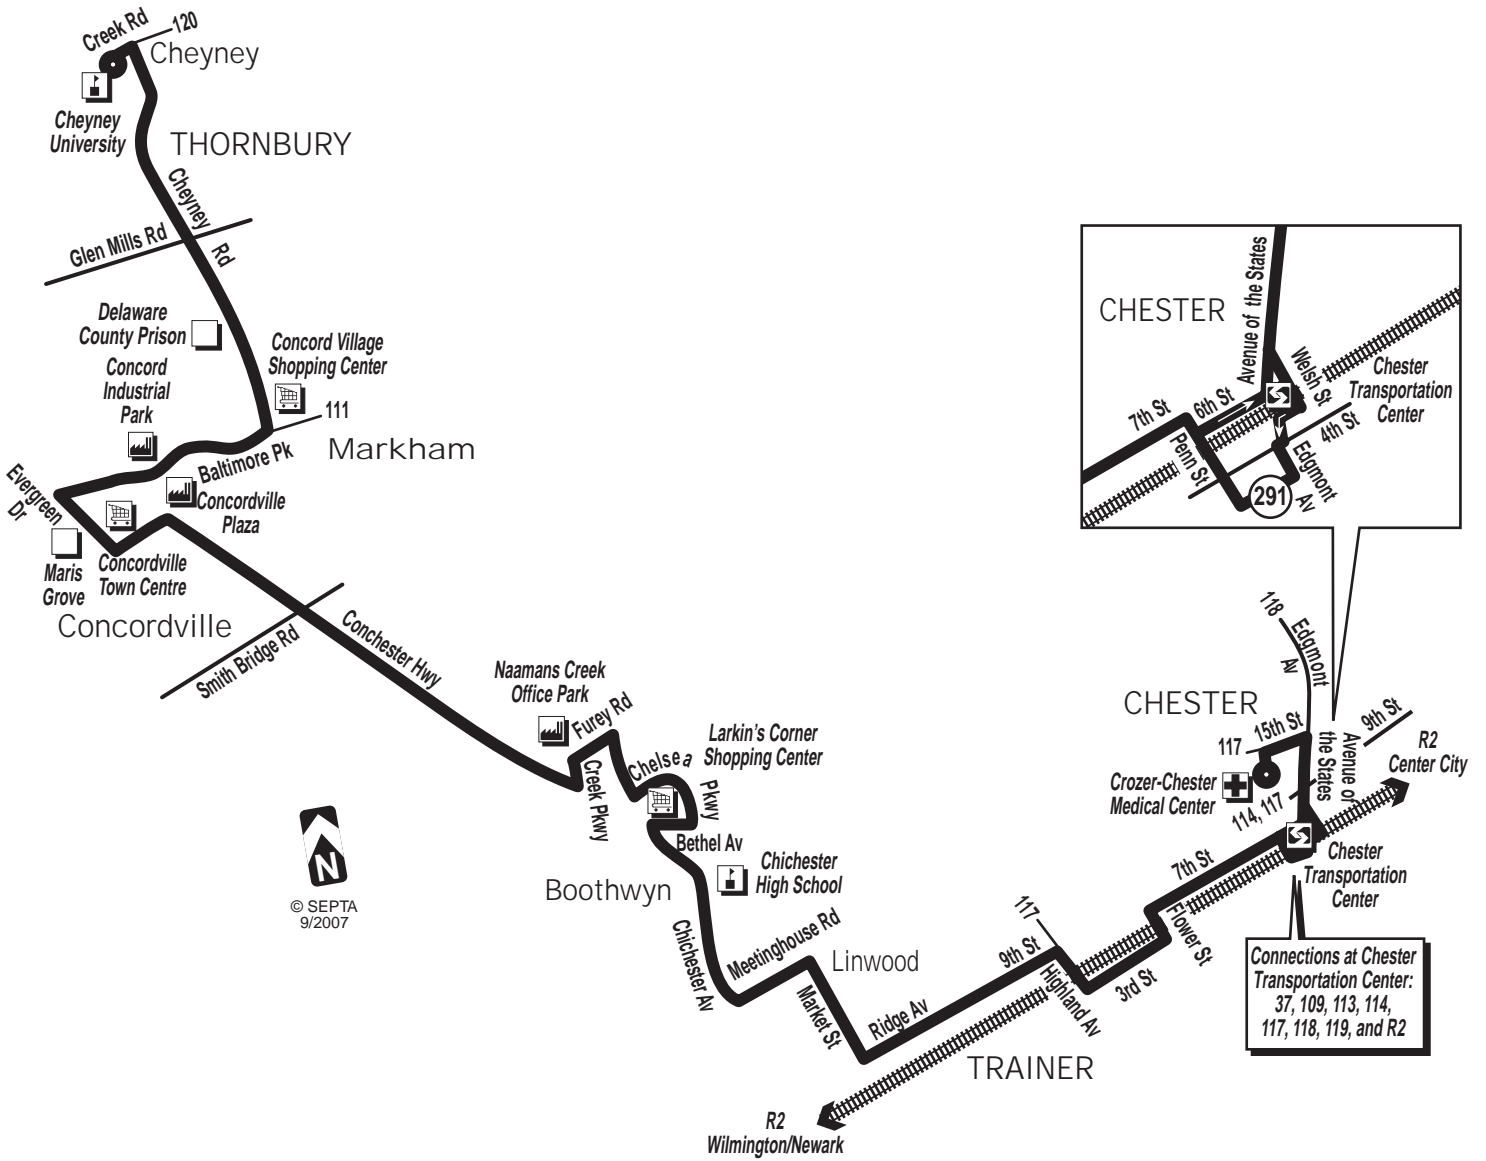 Creek Rd
120
Cheyney
Cheyney
University
THORNBURY
Cheyney
Rd
Glen Mills Rd
Delaware
County Prison
Concord
Industrial
Park
Concord Village
Shopping Center
111
Markham
Baltimore Pk
Evergreen
Dr
Concordville
Plaza
Maris
Grove
Concordville
Town Centre
Concordville
Smith Bridge Rd
Conchester Hwy
Naamans Creek
Office Park
Furey Rd
Creek Pkwy
Chelsea
Pkwy
Larkin's Corner
Shopping Center
Bethel Av
Chichester
High School
Boothwyn
N
© SEPTA
9/2007
Chichester Av
Meetinghouse Rd
Linwood
Market St
Ridge Av
9th St
117
Highland Av
3rd St
Flower St
7th St
TRAINER
R2
Wilmington/Newark
CHESTER
Avenue of the States
Welsh St
Chester
Transportation
Center
7th St
6th St
4th St
Penn St
Edgmont
Av
291
118
Edgmont
Av
CHESTER
15th St
117
9th St
Avenue of
the States
R2
Center City
Crozer-Chester
Medical Center
114, 117
Chester
Transportation
Center
Connections at Chester
Transportation Center:
37, 109, 113, 114,
117, 118, 119, and R2